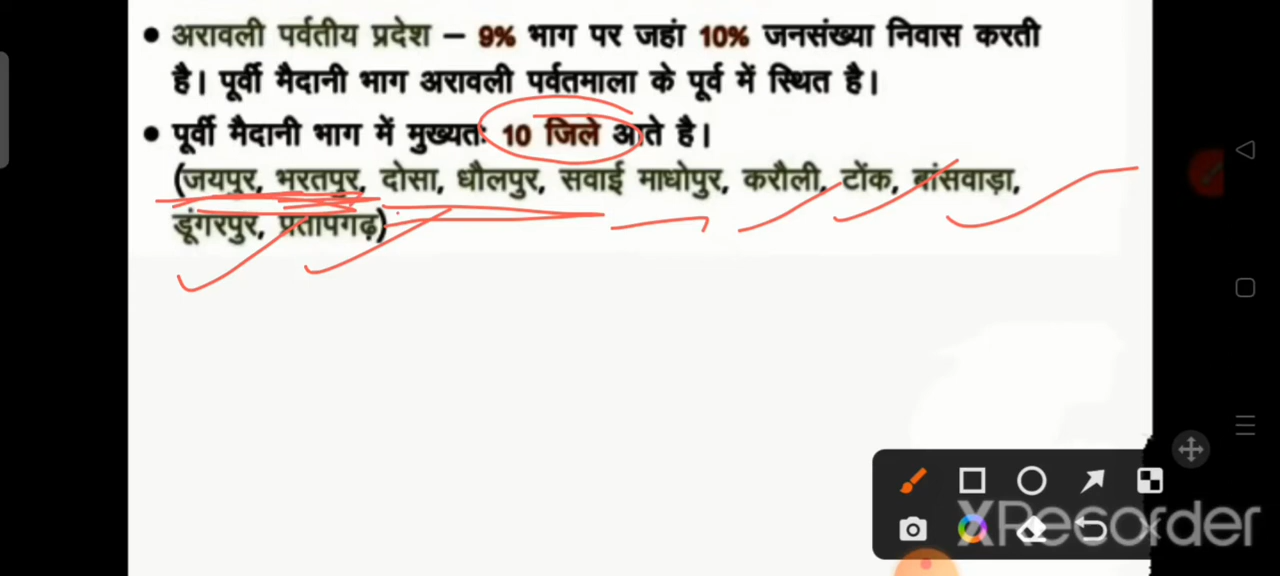 • अरावली पर्वतीय प्रदेश – 9% भाग पर जहां 10% जनसंख्या निवास करती
है। पूर्वी मैदानी भाग अरावली पर्वतमाला के पूर्व में स्थित है।
• पूर्वी मैदानी भाग में मुख्यतः 10 जिले आते है।
(जयपुर, भरतपुर, दोसा, धौलपुर, सवाई माधोपुर, करौली, टोंक, बांसवाड़ा,
डूंगरपुर, प्रतापगढ़)
XRecorder